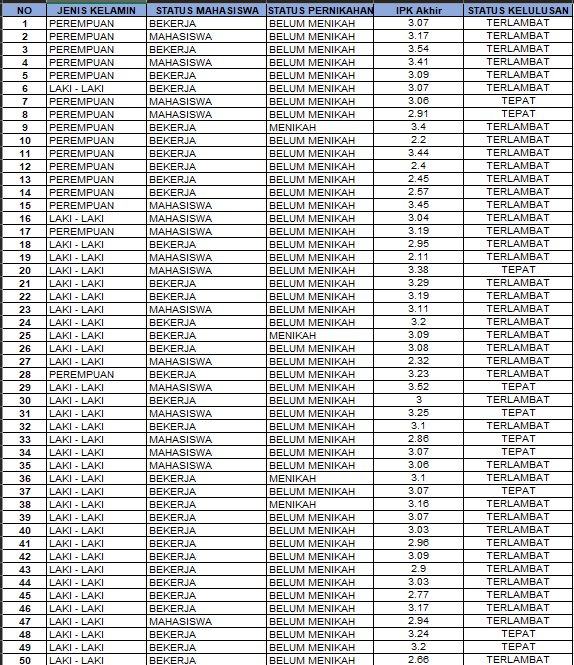 NO JENIS KELAMIN STATUS MAHASISWA STATUS PERNIKAHAN IPK Akhir STATUS KELULUSAN
1 PEREMPUAN BEKERJA BELUM MENIKAH 3.07 TERLAMBAT
2 PEREMPUAN MAHASISWA BELUM MENIKAH 3.17 TERLAMBAT
3 PEREMPUAN BEKERJA BELUM MENIKAH 3.54 TERLAMBAT
4 PEREMPUAN MAHASISWA BELUM MENIKAH 3.41 TERLAMBAT
5 PEREMPUAN BEKERJA BELUM MENIKAH 3.09 TERLAMBAT
6 LAKI - LAKI BEKERJA BELUM MENIKAH 3.07 TERLAMBAT
7 PEREMPUAN MAHASISWA BELUM MENIKAH 3.06 TEPAT
8 PEREMPUAN MAHASISWA BELUM MENIKAH 2.91 TEPAT
9 PEREMPUAN BEKERJA MENIKAH 3.4 TERLAMBAT
10 PEREMPUAN BEKERJA BELUM MENIKAH 2.2 TERLAMBAT
11 PEREMPUAN BEKERJA BELUM MENIKAH 3.44 TERLAMBAT
12 PEREMPUAN BEKERJA BELUM MENIKAH 2.4 TERLAMBAT
13 PEREMPUAN BEKERJA BELUM MENIKAH 2.45 TERLAMBAT
14 PEREMPUAN BEKERJA BELUM MENIKAH 2.57 TERLAMBAT
15 PEREMPUAN MAHASISWA BELUM MENIKAH 3.45 TERLAMBAT
16 LAKI - LAKI MAHASISWA BELUM MENIKAH 3.04 TERLAMBAT
17 PEREMPUAN MAHASISWA BELUM MENIKAH 3.19 TERLAMBAT
18 LAKI - LAKI BEKERJA BELUM MENIKAH 2.95 TERLAMBAT
19 LAKI - LAKI MAHASISWA BELUM MENIKAH 2.11 TERLAMBAT
20 LAKI - LAKI MAHASISWA BELUM MENIKAH 3.38 TEPAT
21 LAKI - LAKI BEKERJA BELUM MENIKAH 3.29 TERLAMBAT
22 LAKI - LAKI BEKERJA BELUM MENIKAH 3.19 TERLAMBAT
23 LAKI - LAKI MAHASISWA BELUM MENIKAH 3.11 TERLAMBAT
24 LAKI - LAKI BEKERJA BELUM MENIKAH 3.2 TERLAMBAT
25 LAKI - LAKI BEKERJA MENIKAH 3.09 TERLAMBAT
26 LAKI - LAKI BEKERJA BELUM MENIKAH 3.08 TERLAMBAT
27 LAKI - LAKI MAHASISWA BELUM MENIKAH 2.32 TERLAMBAT
28 PEREMPUAN BEKERJA BELUM MENIKAH 3.23 TERLAMBAT
29 LAKI - LAKI MAHASISWA BELUM MENIKAH 3.52 TEPAT
30 LAKI - LAKI BEKERJA BELUM MENIKAH 3 TERLAMBAT
31 LAKI - LAKI MAHASISWA BELUM MENIKAH 3.25 TEPAT
32 LAKI - LAKI BEKERJA BELUM MENIKAH 3.1 TERLAMBAT
33 LAKI - LAKI MAHASISWA BELUM MENIKAH 2.86 TEPAT
34 LAKI - LAKI MAHASISWA BELUM MENIKAH 3.07 TEPAT
35 LAKI - LAKI MAHASISWA BELUM MENIKAH 3.06 TERLAMBAT
36 LAKI - LAKI BEKERJA MENIKAH 3.1 TERLAMBAT
37 LAKI - LAKI BEKERJA BELUM MENIKAH 3.07 TEPAT
38 LAKI - LAKI BEKERJA MENIKAH 3.16 TERLAMBAT
39 LAKI - LAKI BEKERJA BELUM MENIKAH 3.07 TERLAMBAT
40 LAKI - LAKI BEKERJA BELUM MENIKAH 3.03 TERLAMBAT
41 LAKI - LAKI BEKERJA BELUM MENIKAH 2.96 TERLAMBAT
42 LAKI - LAKI BEKERJA BELUM MENIKAH 3.09 TERLAMBAT
43 LAKI - LAKI BEKERJA BELUM MENIKAH 2.9 TERLAMBAT
44 LAKI - LAKI BEKERJA BELUM MENIKAH 3.03 TERLAMBAT
45 LAKI - LAKI BEKERJA BELUM MENIKAH 2.77 TERLAMBAT
46 LAKI - LAKI BEKERJA BELUM MENIKAH 3.17 TERLAMBAT
47 LAKI - LAKI MAHASISWA BELUM MENIKAH 2.94 TERLAMBAT
48 LAKI - LAKI BEKERJA BELUM MENIKAH 3.24 TEPAT
49 LAKI - LAKI BEKERJA BELUM MENIKAH 3.2 TEPAT
50 LAKI - LAKI BEKERJA BELUM MENIKAH 2.66 TERLAMBAT